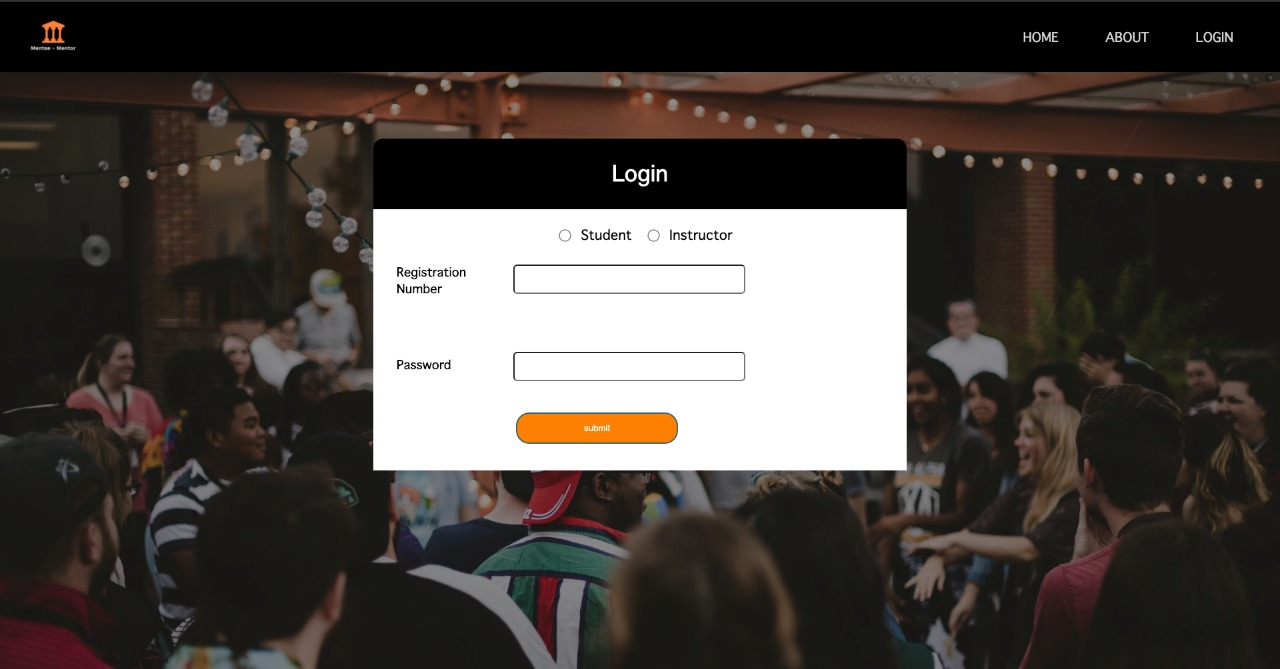 Mentee - Mentor
HOME ABOUT LOGIN
Login
Student Instructor
Registration
Number
Password
submit